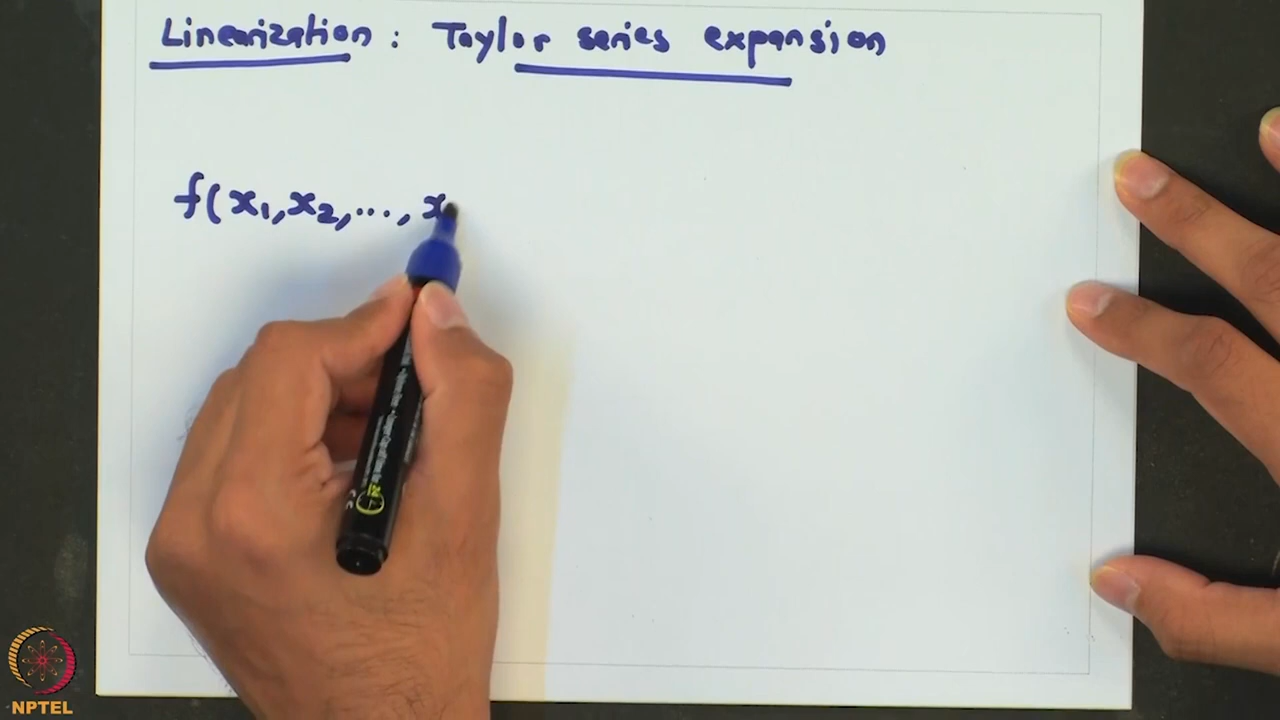 Linearization : Taylor series expansion
f(x₁,x₂,..., x
NPTEL